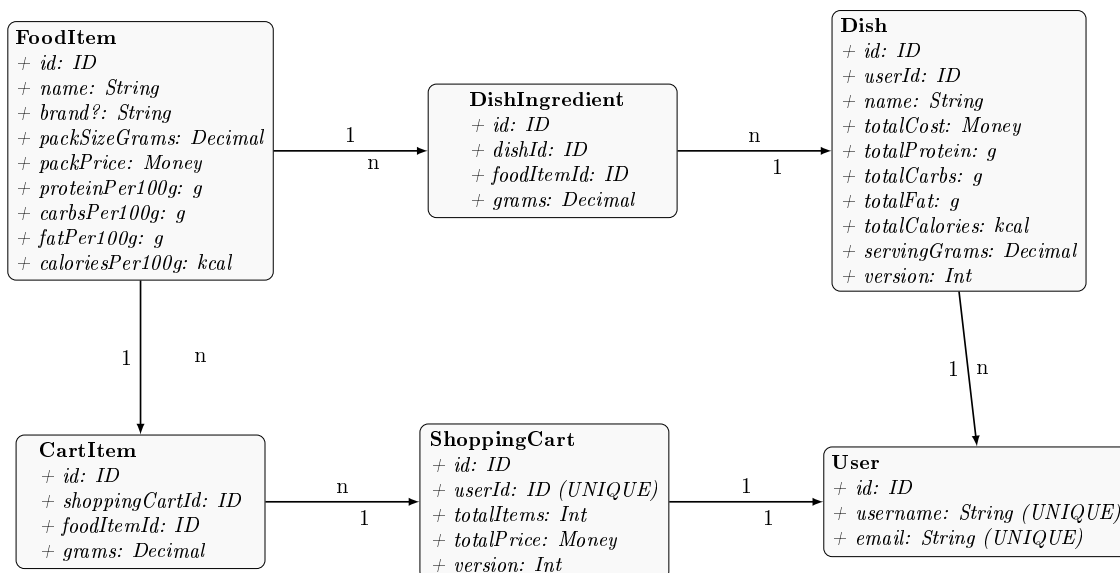 FoodItem
+ id: ID
+ name: String
+ brand?: String
+ packSizeGrams: Decimal
+ packPrice: Money
+ proteinPer100g: g
+ carbsPer100g: g
+ fatPer100g: g
+ caloriesPer100g: kcal
1
n
DishIngredient
+ id: ID
+ dishId: ID
+ foodItemId: ID
+ grams: Decimal
n
1
Dish
+ id: ID
+ userId: ID
+ name: String
+ totalCost: Money
+ totalProtein: g
+ totalCarbs: g
+ totalFat: g
+ totalCalories: kcal
+ servingGrams: Decimal
+ version: Int
1 n
1 n
CartItem
+ id: ID
+ shoppingCartId: ID
+ foodItemId: ID
+ grams: Decimal
n
1
ShoppingCart
+ id: ID
+ userId: ID (UNIQUE)
+ totalItems: Int
+ totalPrice: Money
+ version: Int
1
1
User
+ id: ID
+ username: String (UNIQUE)
+ email: String (UNIQUE)